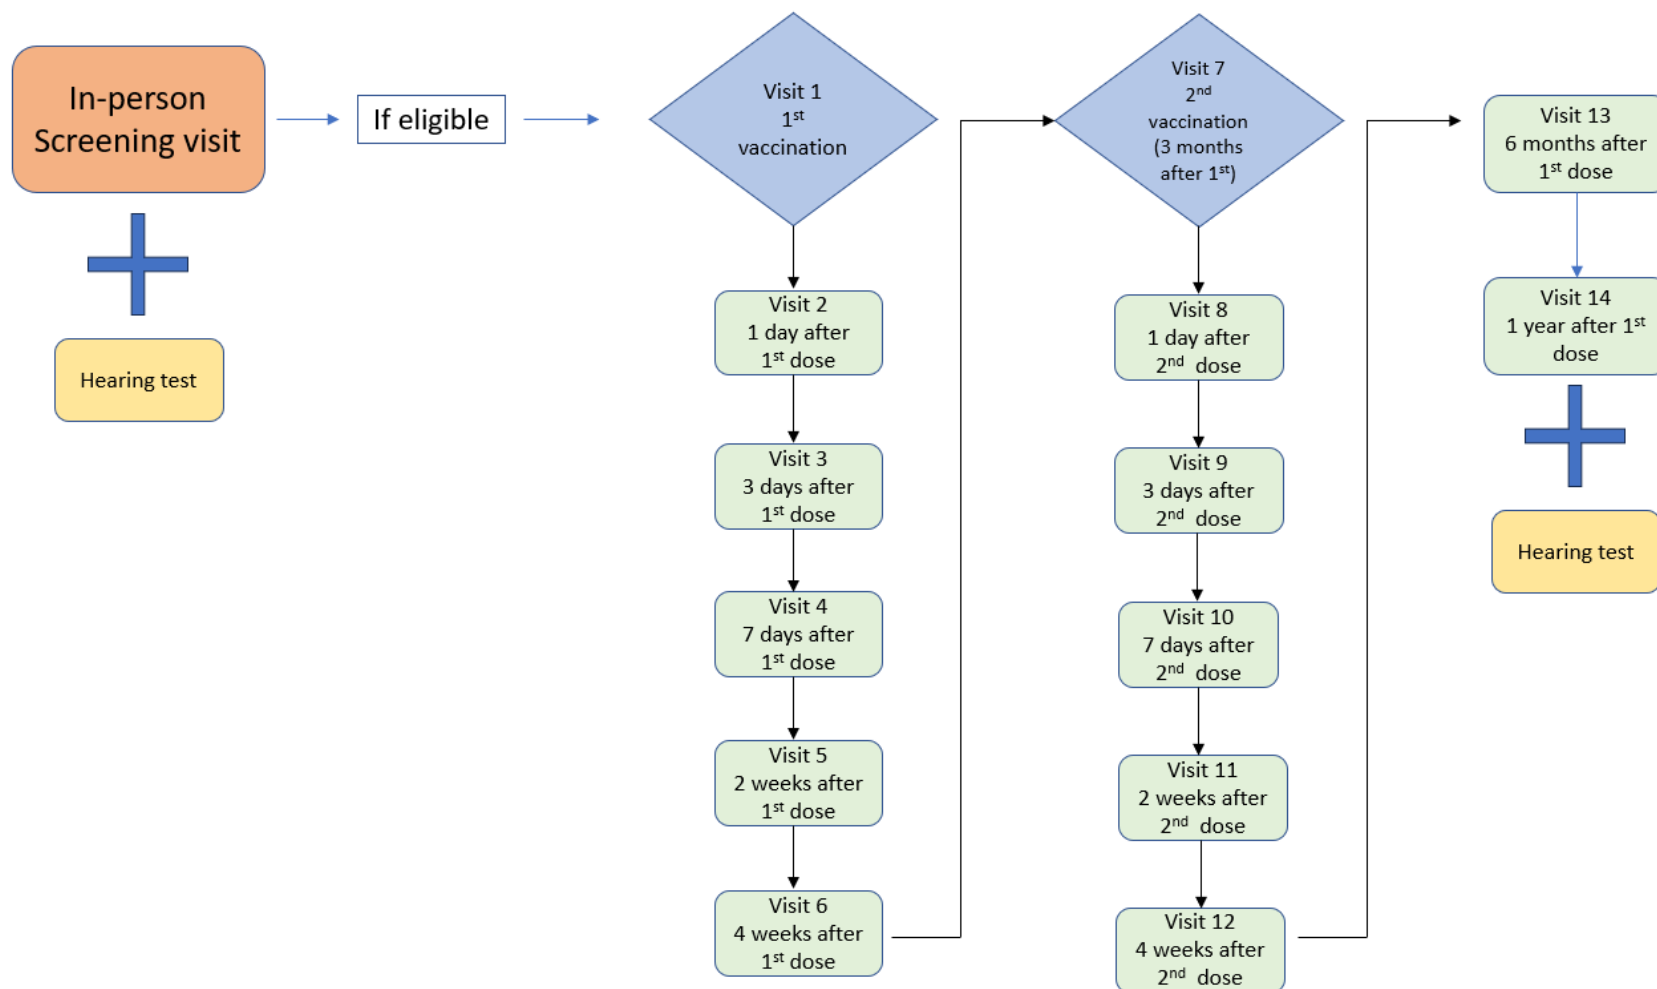 In-person
Screening visit
Hearing test
If eligible
Visit 1
1st
vaccination
Visit 2
1 day after
1st dose
Visit 3
3 days after
1st dose
Visit 4
7 days after
1st dose
Visit 5
2 weeks after
1st dose
Visit 6
4 weeks after
1st dose
Visit 7
2nd
vaccination
(3 months
after 1st)
Visit 8
1 day after
2nd dose
Visit 9
3 days after
2nd dose
Visit 10
7 days after
2nd dose
Visit 11
2 weeks after
2nd dose
Visit 12
4 weeks after
2nd dose
Visit 13
6 months after
1st dose
Visit 14
1 year after 1st
dose
Hearing test